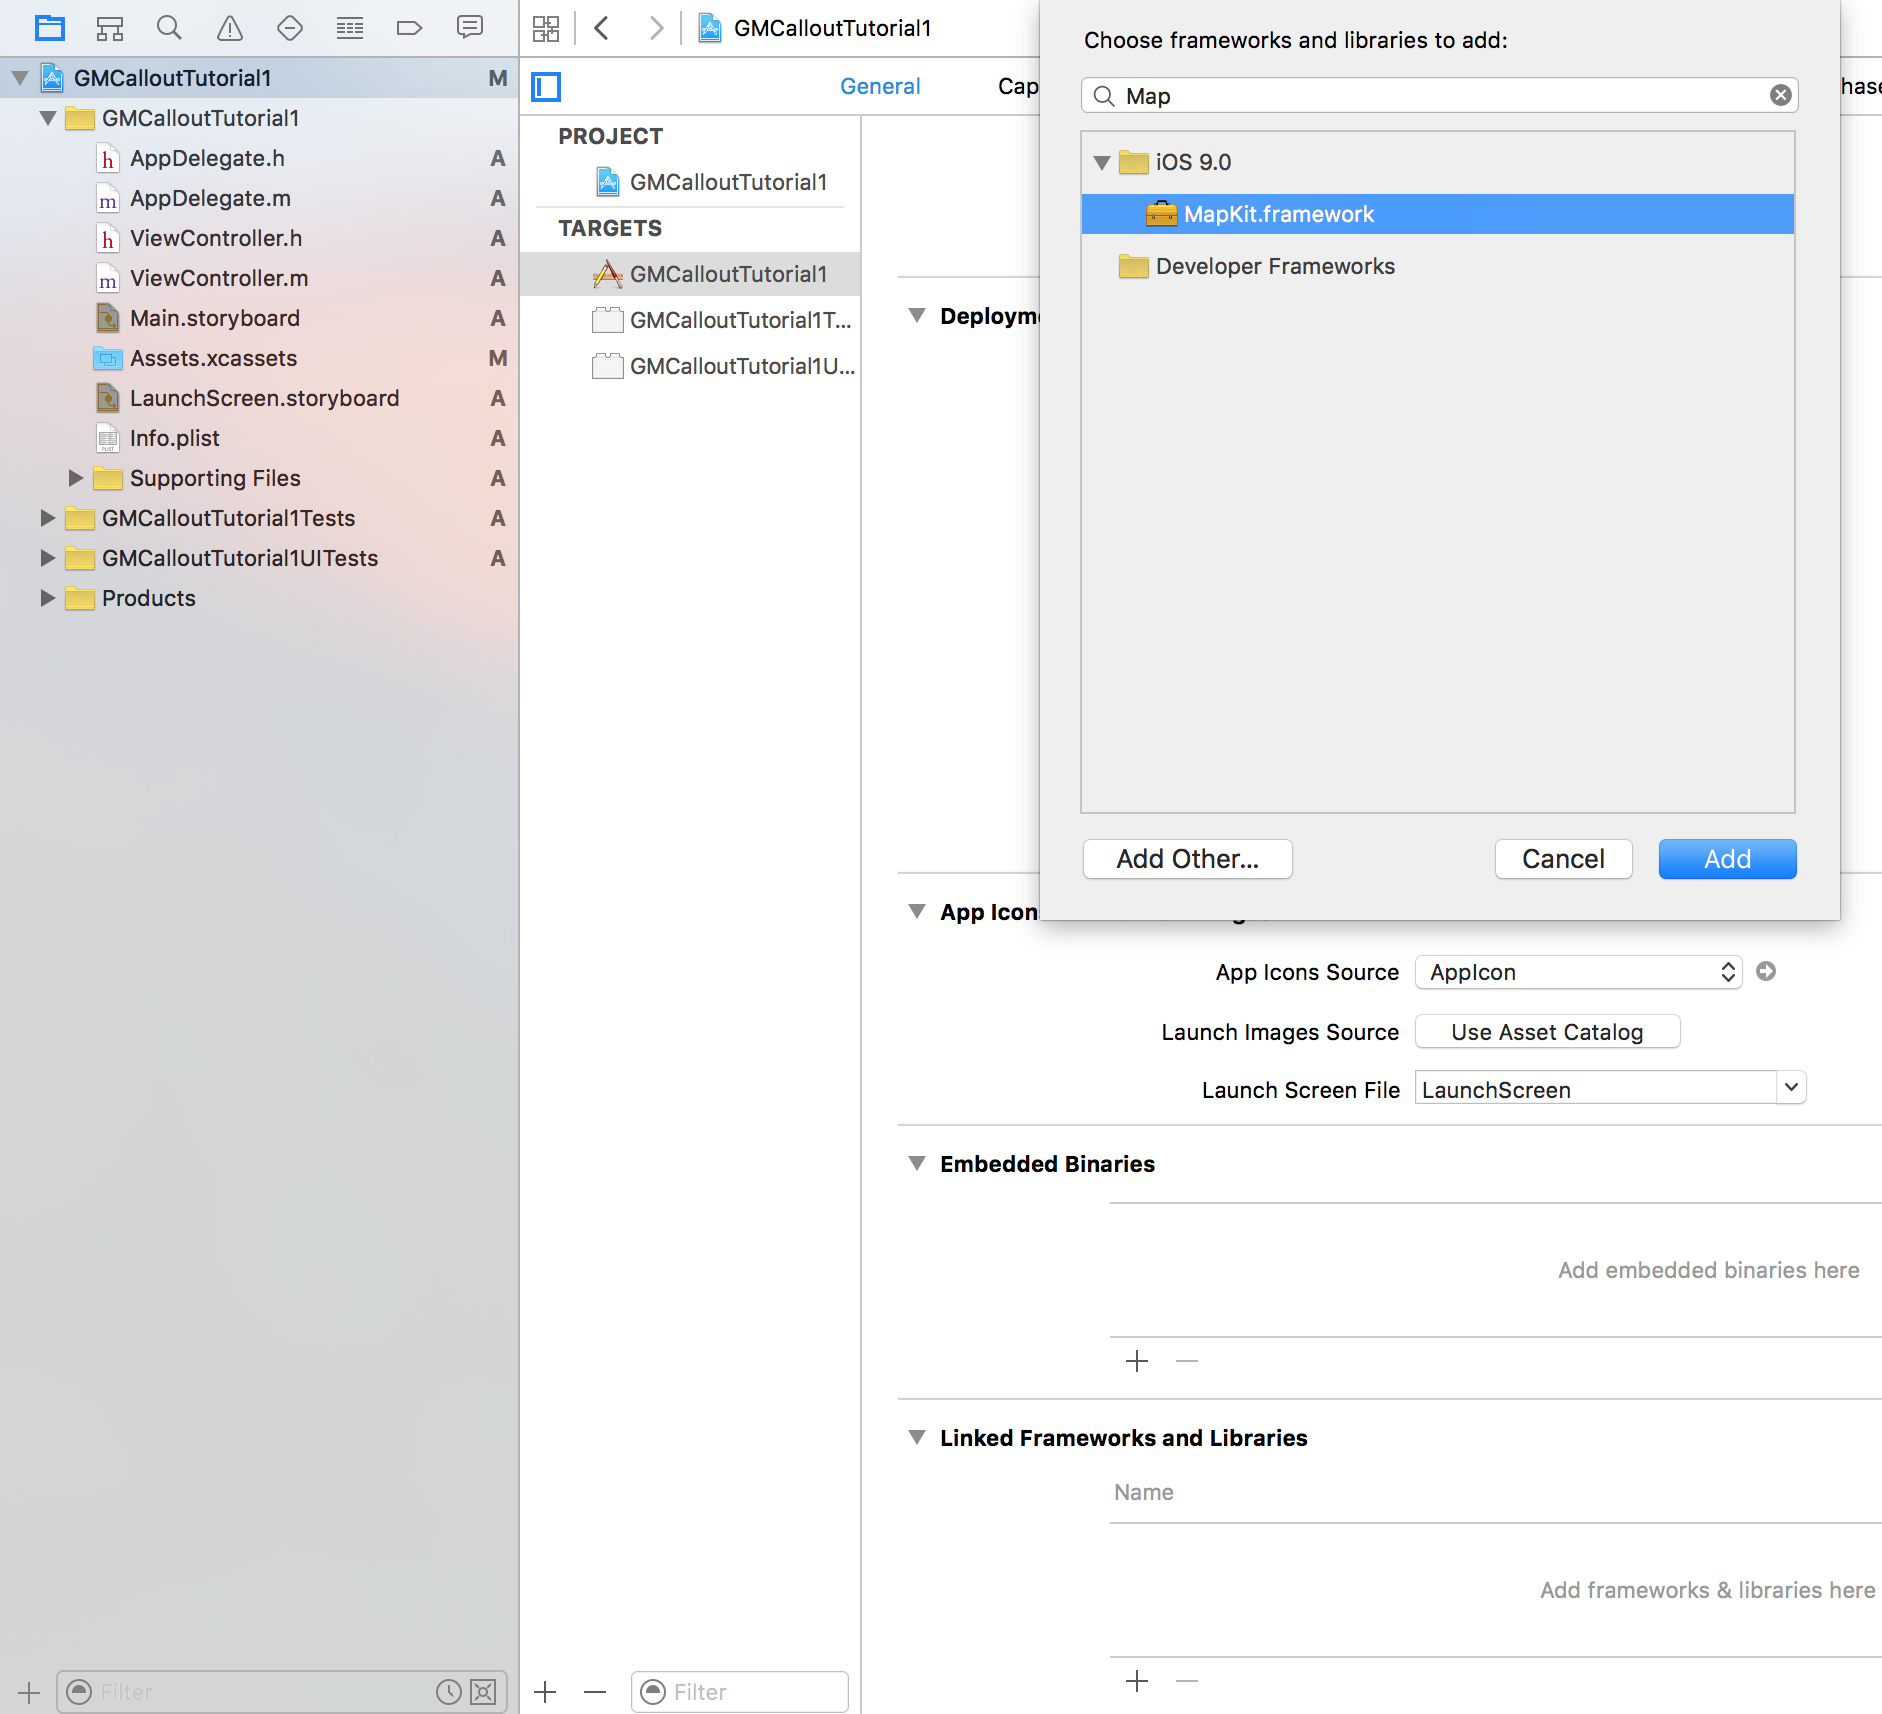 GMCalloutTutorial1
GMCalloutTutorial1 M
GMCalloutTutorial1
h AppDelegate.h A
m AppDelegate.m A
h ViewController.h A
m ViewController.m A
Main.storyboard A
Assets.xcassets M
LaunchScreen.storyboard A
Info.plist A
Supporting Files A
GMCalloutTutorial1Tests A
GMCalloutTutorial1UITests A
Products
Filter
General
Cap
hase
PROJECT
GMCalloutTutorial1
TARGETS
GMCalloutTutorial1
GMCalloutTutorial1T...
GMCalloutTutorial1U...
Filter
Choose frameworks and libraries to add:
Map
iOS 9.0
MapKit.framework
Developer Frameworks
Add Other...
Cancel
Add
Deployme
App Icons
App Icons Source AppIcon
Launch Images Source Use Asset Catalog
Launch Screen File LaunchScreen
Embedded Binaries
Add embedded binaries here
Linked Frameworks and Libraries
Name
Add frameworks & libraries here